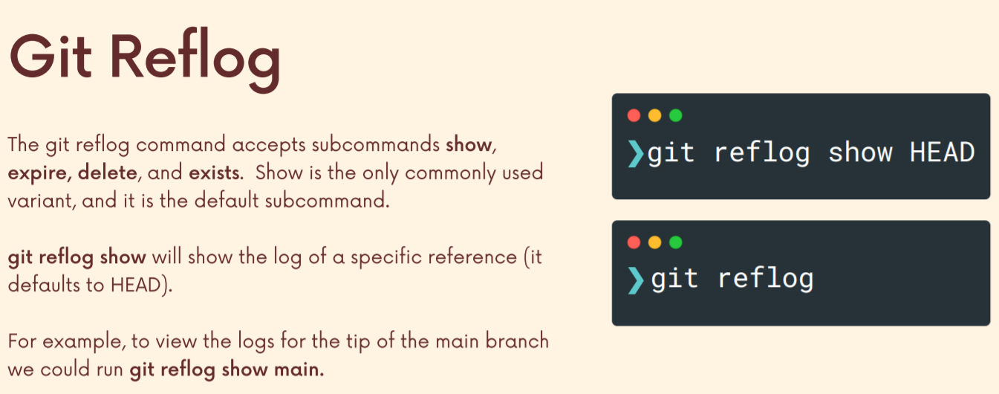 Git Reflog
The git reflog command accepts subcommands show,
expire, delete, and exists.  Show is the only commonly used
variant, and it is the default subcommand.
git reflog show will show the log of a specific reference (it
defaults to HEAD).
For example, to view the logs for the tip of the main branch
we could run git reflog show main.
❯git reflog show HEAD
❯git reflog